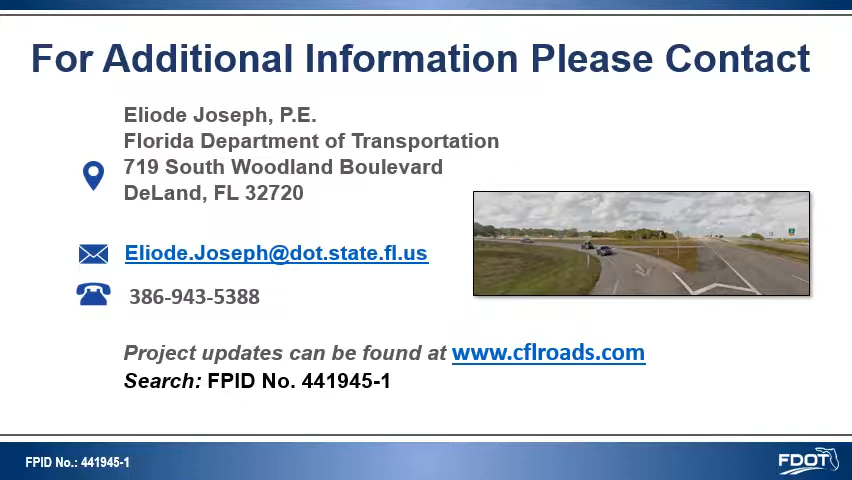 For Additional Information Please Contact
Eliode Joseph, P.E.
Florida Department of Transportation
719 South Woodland Boulevard
DeLand, FL 32720
Eliode.Joseph@dot.state.fl.us
386-943-5388
Project updates can be found at www.cflroads.com
Search: FPID No. 441945-1
FPID No.: 441945-1
FDOT